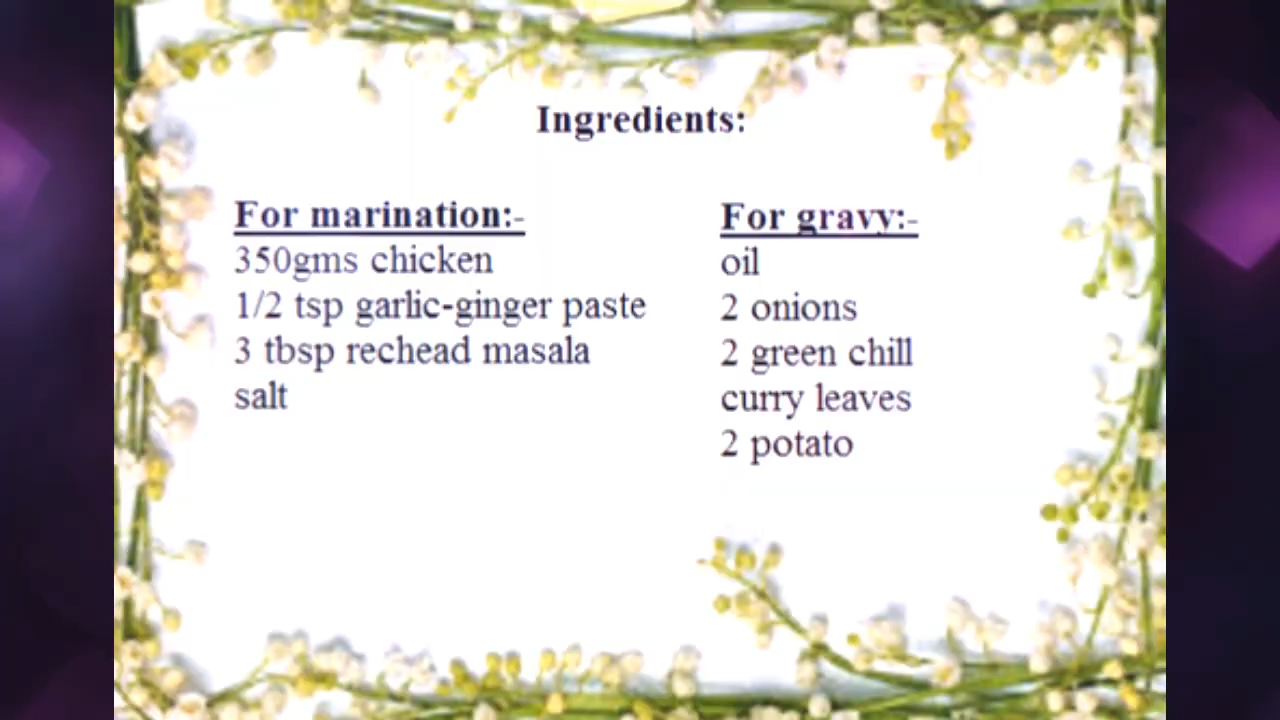 Ingredients:
For marination:-
350gms chicken
1/2 tsp garlic-ginger paste
3 tbsp rechead masala
salt
For gravy:-
oil
2 onions
2 green chill
curry leaves
2 potato